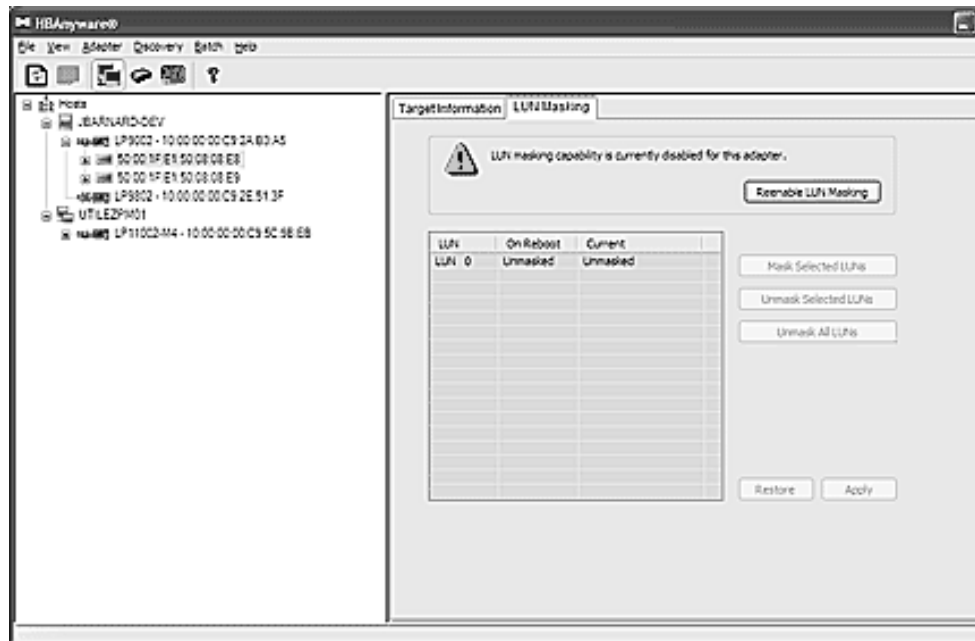 HBAnyware®
File View Adapter Discovery Batch Help
Hosts
JBARNARD-DEV
LP9002 - 10:00:00:00:C9:2A:BD:A5
50:00:1F:E1:50:08:08:E8
50:00:1F:E1:50:08:08:E9
LP9802 - 10:00:00:00:C9:2E:51:3F
UTILEZPM01
LP11002-M4 - 10:00:00:00:C9:5C:5B:EB
Target Information LUN Masking
LUN masking capability is currently disabled for this adapter.
Reenable LUN Masking
LUN On Reboot Current
LUN 0 Unmasked Unmasked
Mask Selected LUNs
Unmask Selected LUNs
Unmask All LUNs
Restore Apply